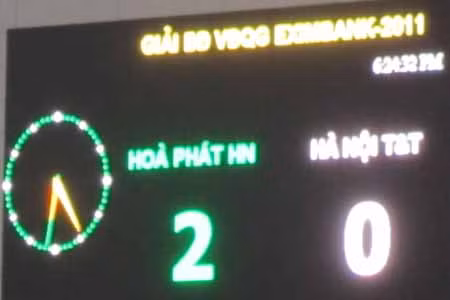 GIẢI BĐ VĐQG EXIMBANK-2011
6:24:32 PM
HOÀ PHÁT HN
HÀ NỘI T&T
2
0